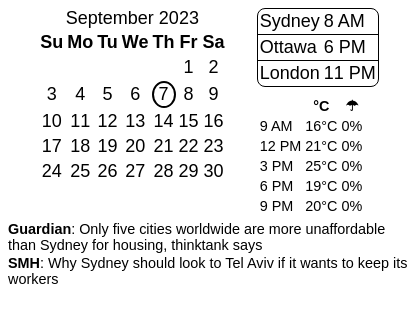 September 2023
Su Mo Tu We Th Fr Sa
1 2
3 4 5 6 7 8 9
10 11 12 13 14 15 16
17 18 19 20 21 22 23
24 25 26 27 28 29 30
Sydney 8 AM
Ottawa 6 PM
London 11 PM
°C ☂
9 AM 16°C 0%
12 PM 21°C 0%
3 PM 25°C 0%
6 PM 19°C 0%
9 PM 20°C 0%
Guardian: Only five cities worldwide are more unaffordable
than Sydney for housing, thinktank says
SMH: Why Sydney should look to Tel Aviv if it wants to keep its
workers